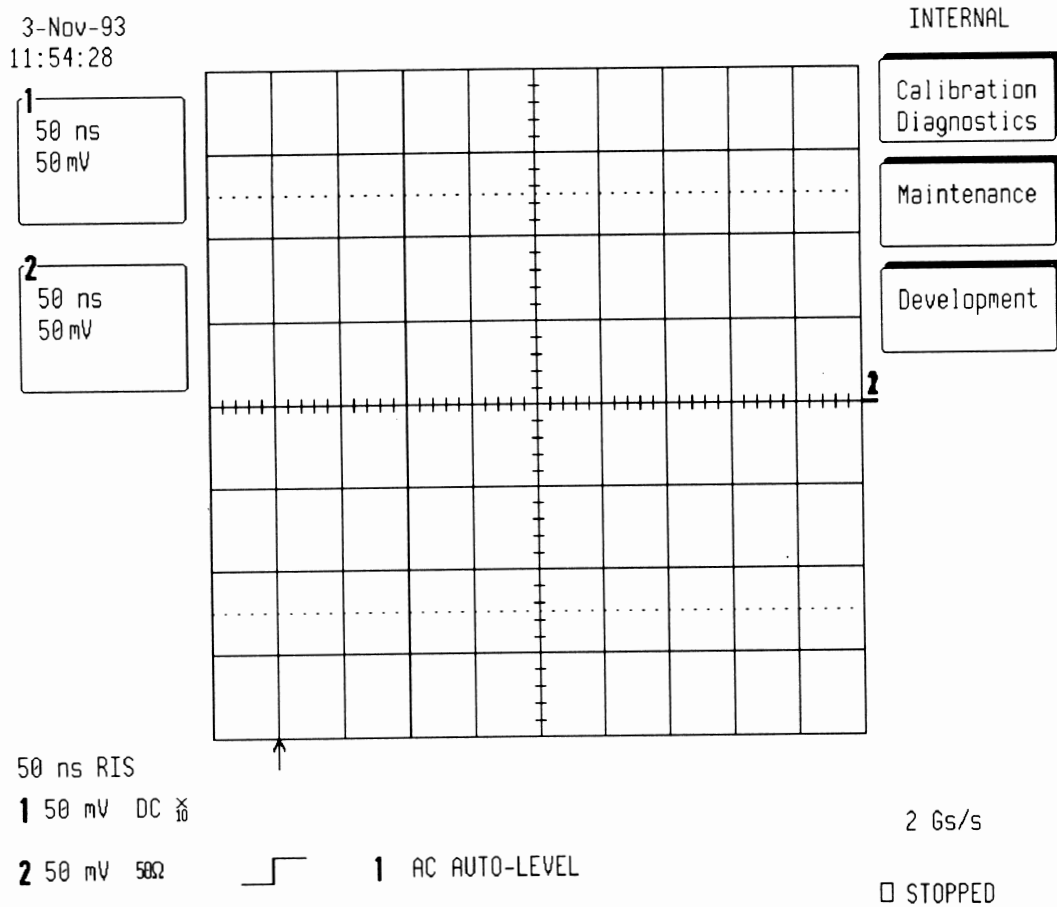 3-Nov-93
11:54:28
INTERNAL
1
50 ns
50 mV
2
50 ns
50 mV
Calibration
Diagnostics
Maintenance
Development
2
50 ns RIS
1 50 mV DC ×10
2 50 mV 50Ω
1 AC AUTO-LEVEL
2 Gs/s
□ STOPPED